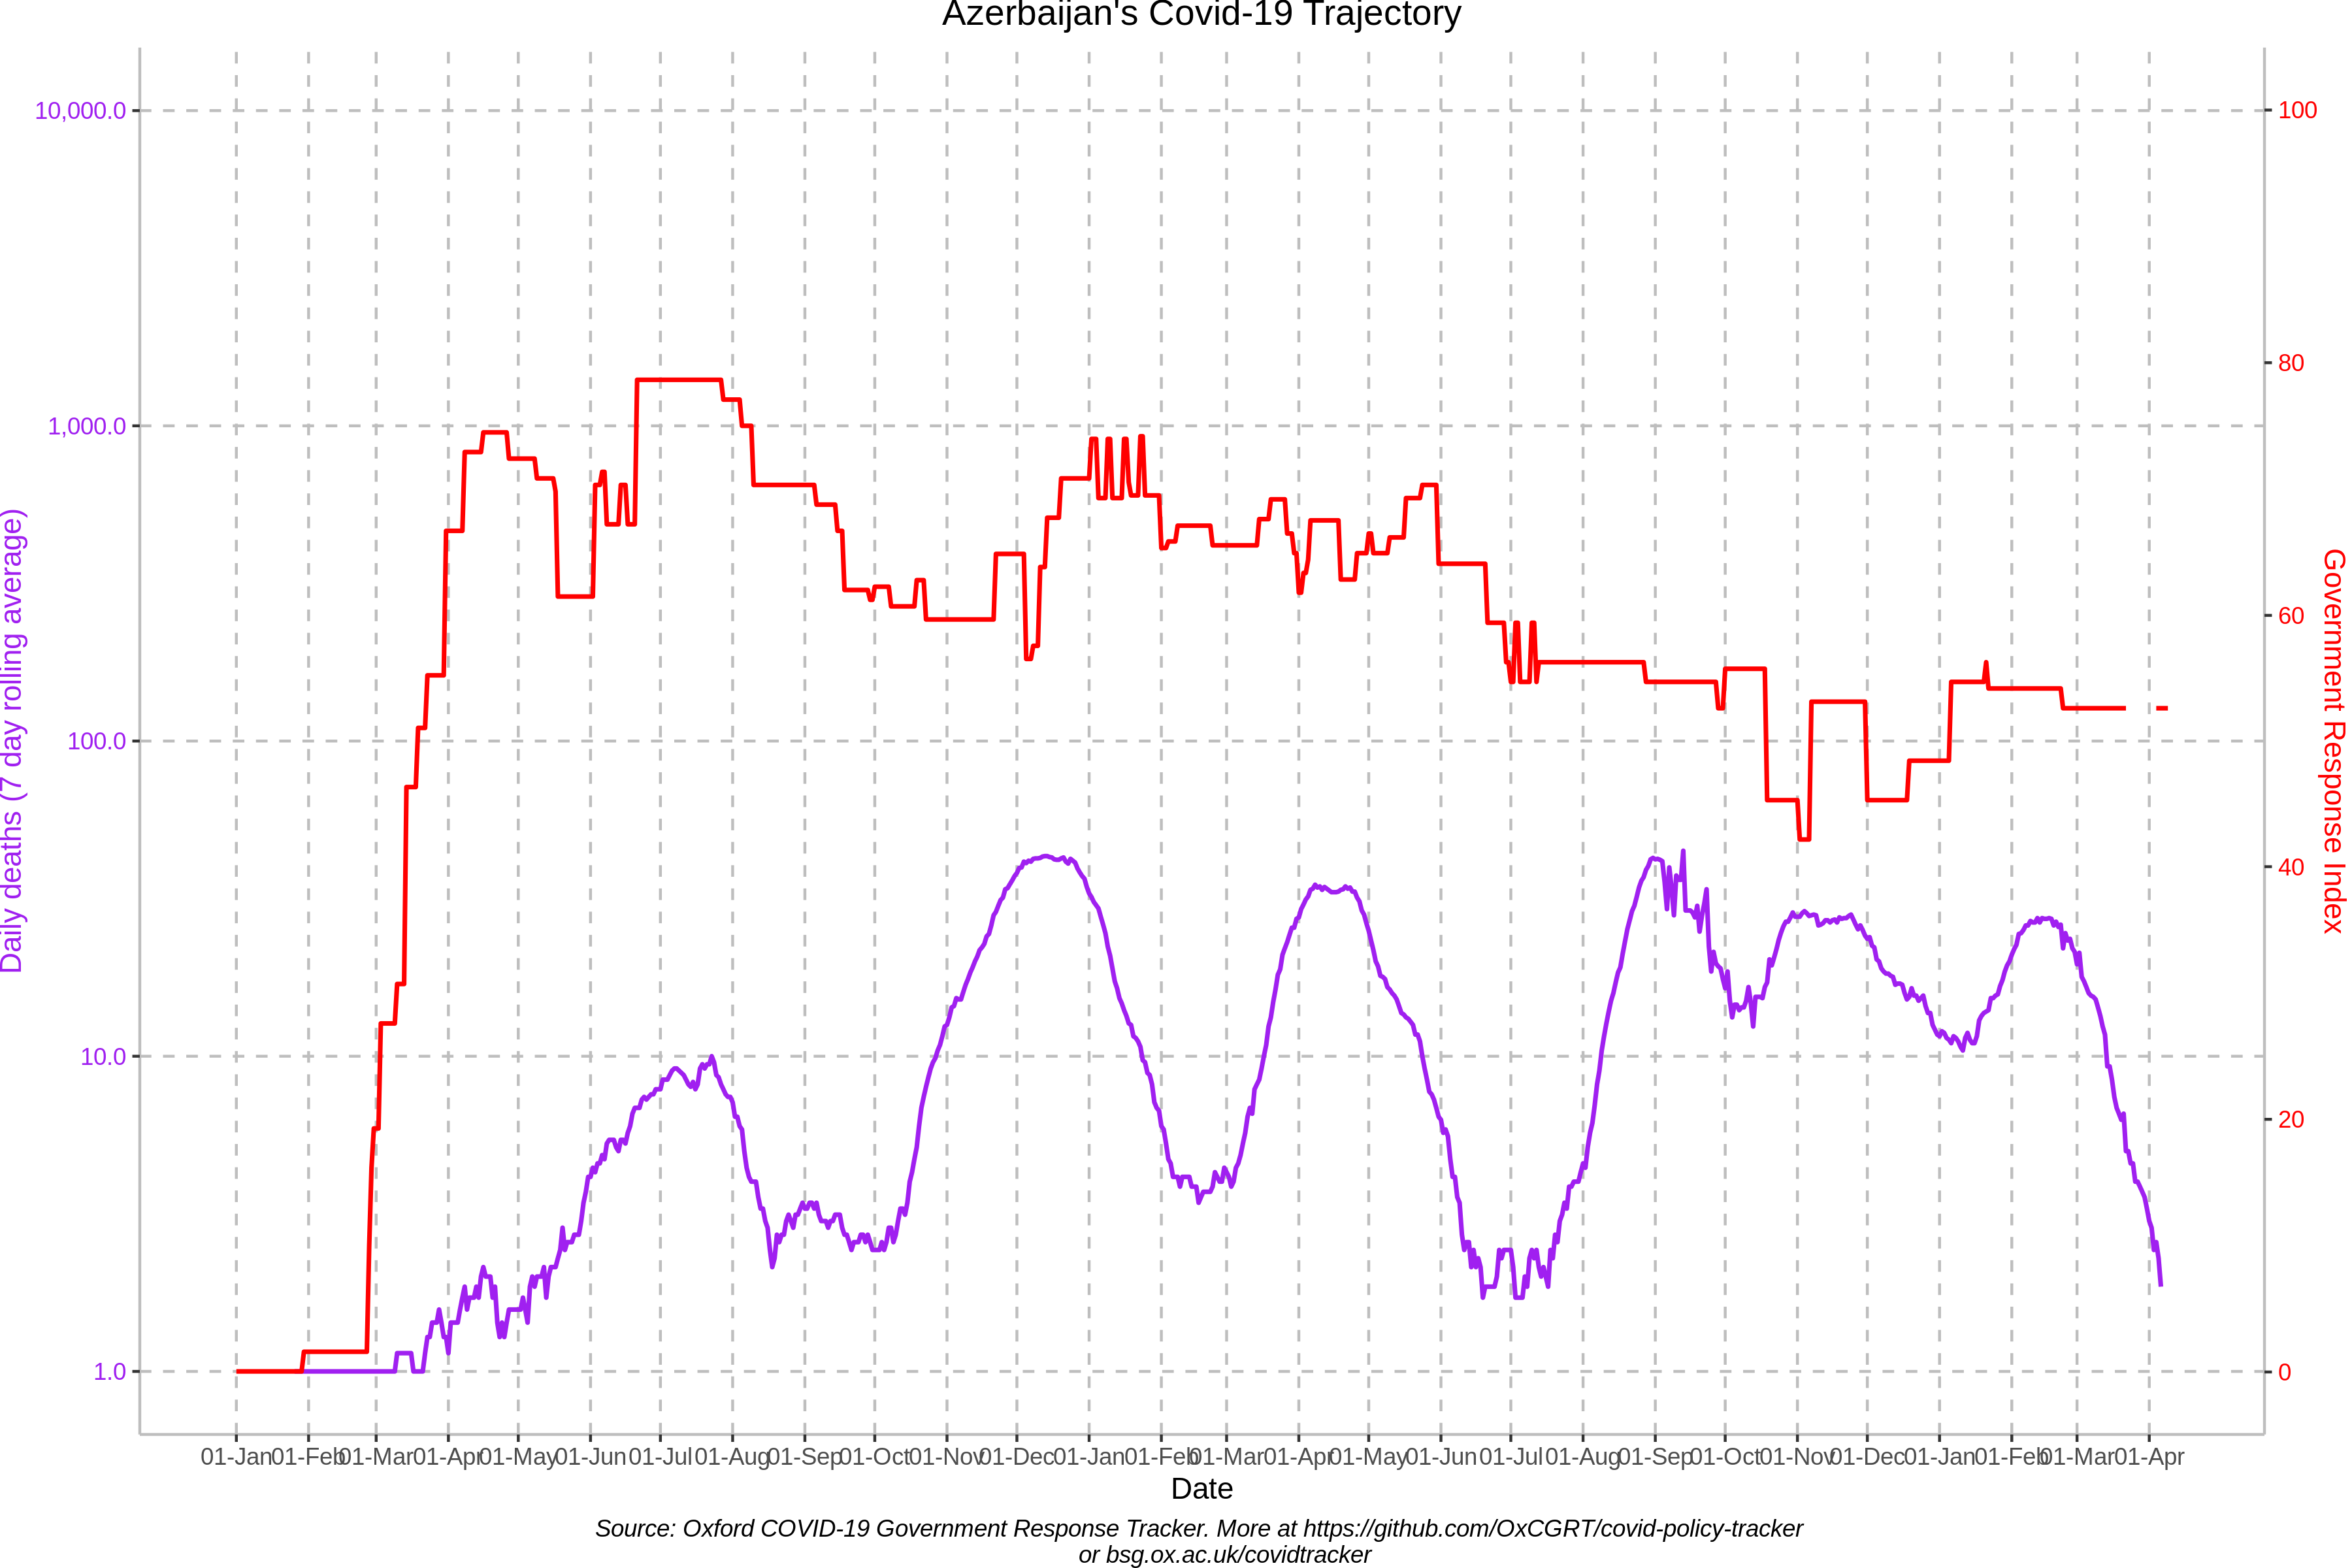 Azerbaijan's Covid-19 Trajectory
10,000.0
1,000.0
100.0
10.0
1.0
Daily deaths (7 day rolling average)
100
80
60
40
20
0
Government Response Index
01-Jan 01-Feb 01-Mar 01-Apr 01-May 01-Jun 01-Jul 01-Aug 01-Sep 01-Oct 01-Nov 01-Dec 01-Jan 01-Feb 01-Mar 01-Apr 01-May 01-Jun 01-Jul 01-Aug 01-Sep 01-Oct 01-Nov 01-Dec 01-Jan 01-Feb 01-Mar 01-Apr
Date
Source: Oxford COVID-19 Government Response Tracker. More at https://github.com/OxCGRT/covid-policy-tracker
or bsg.ox.ac.uk/covidtracker